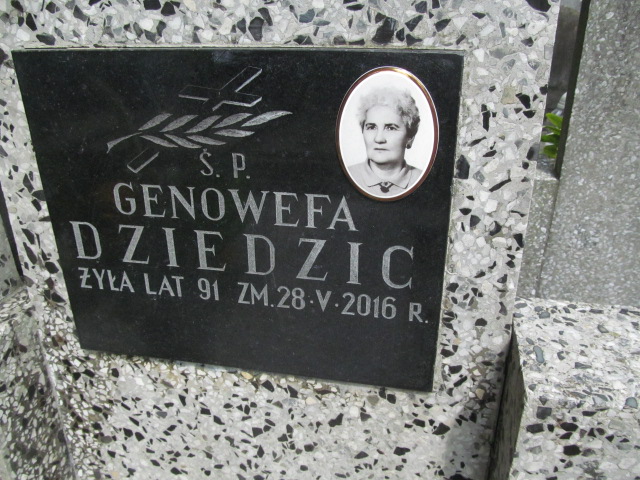 Ś. P.
GENOWEFA
DZIEDZIC
ŻYŁA LAT 91 ZM. 28·V·2016 R.